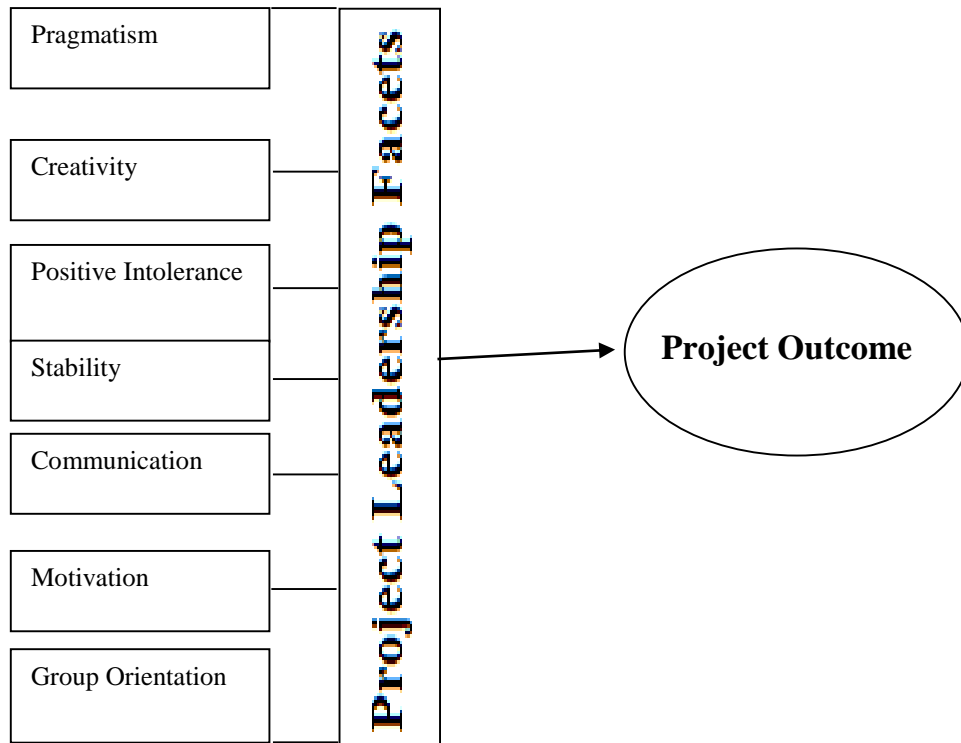 Pragmatism
Creativity
Positive Intolerance
Stability
Communication
Motivation
Group Orientation
Project Leadership Facets
Project Outcome